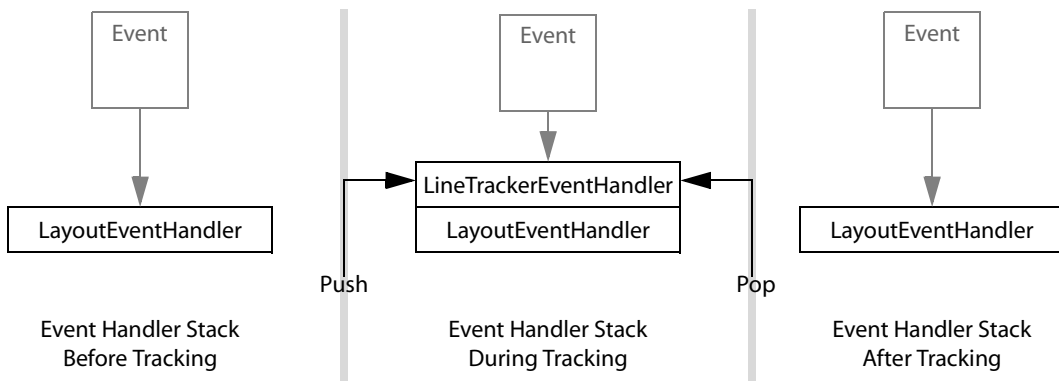 Event
LayoutEventHandler
Event Handler Stack
Before Tracking
Push
Event
LineTrackerEventHandler
LayoutEventHandler
Event Handler Stack
During Tracking
Pop
Event
LayoutEventHandler
Event Handler Stack
After Tracking